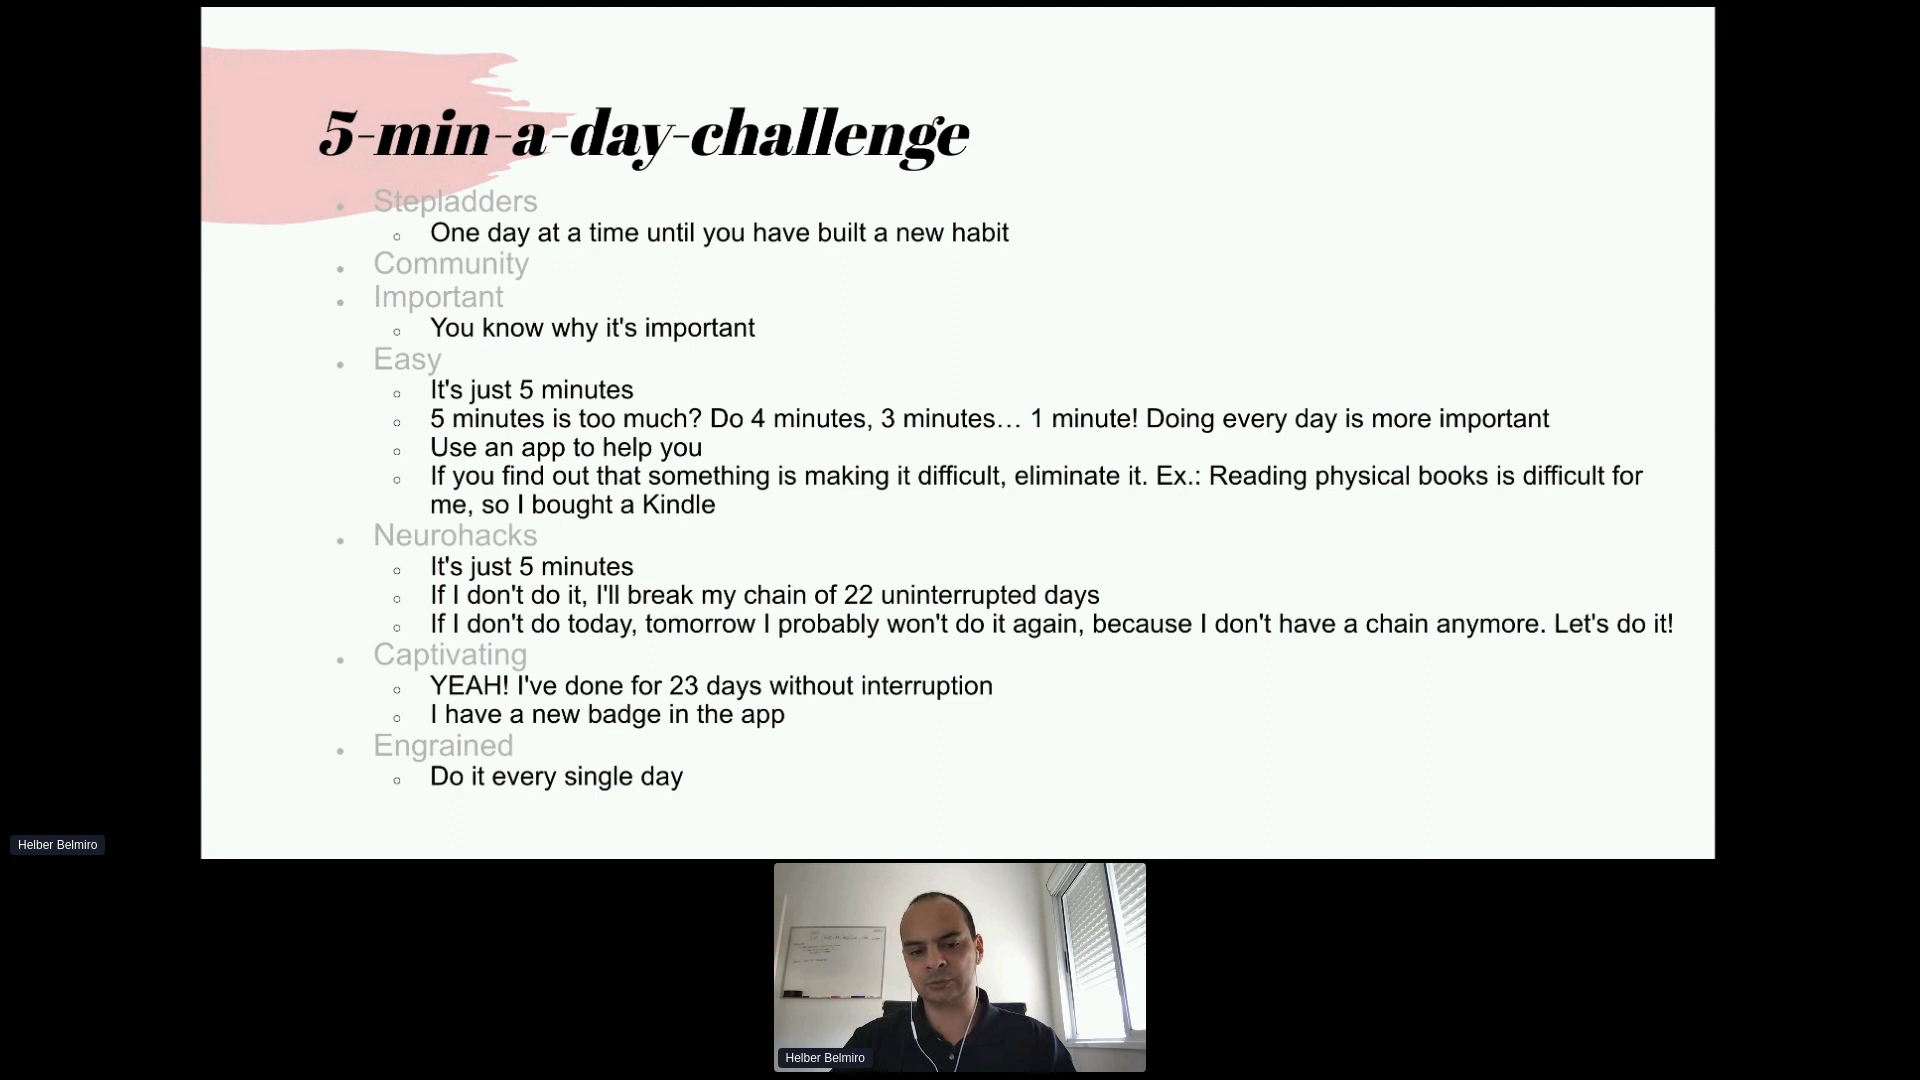 5-min-a-day-challenge
• Stepladders
○ One day at a time until you have built a new habit
• Community
• Important
○ You know why it's important
• Easy
○ It's just 5 minutes
○ 5 minutes is too much? Do 4 minutes, 3 minutes… 1 minute! Doing every day is more important
○ Use an app to help you
○ If you find out that something is making it difficult, eliminate it. Ex.: Reading physical books is difficult for
me, so I bought a Kindle
• Neurohacks
○ It's just 5 minutes
○ If I don't do it, I'll break my chain of 22 uninterrupted days
○ If I don't do today, tomorrow I probably won't do it again, because I don't have a chain anymore. Let's do it!
• Captivating
○ YEAH! I've done for 23 days without interruption
○ I have a new badge in the app
• Engrained
○ Do it every single day
Helber Belmiro
Helber Belmiro